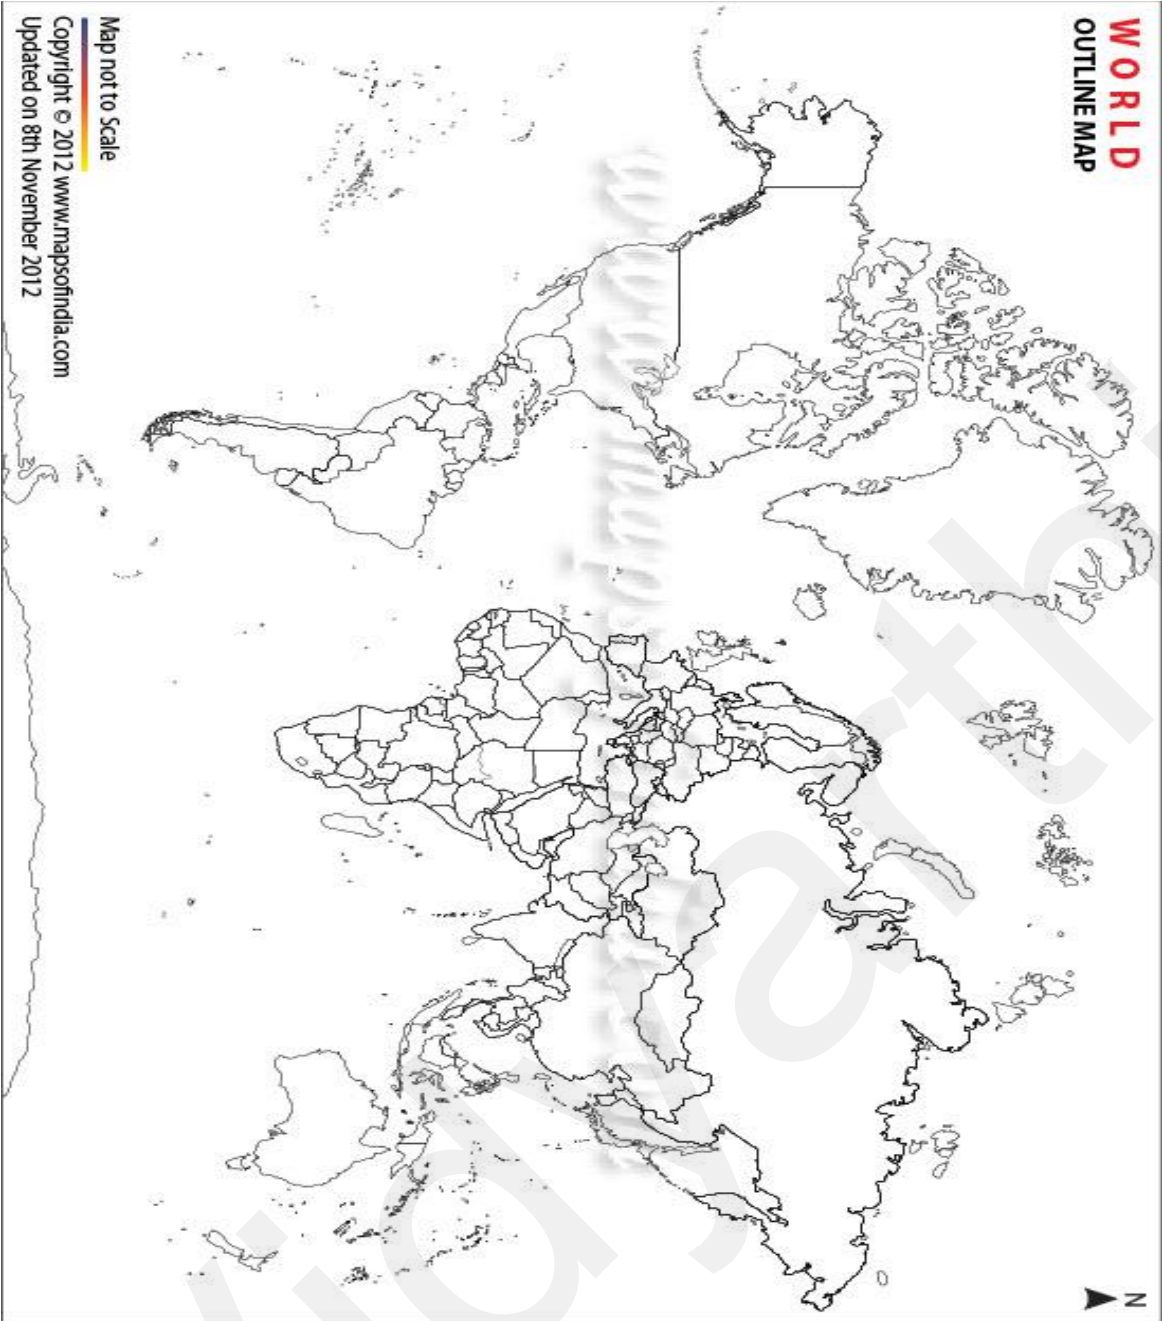 WORLD
OUTLINE MAP
N
Map not to Scale
Copyright © 2012 www.mapsofindia.com
Updated on 8th November 2012